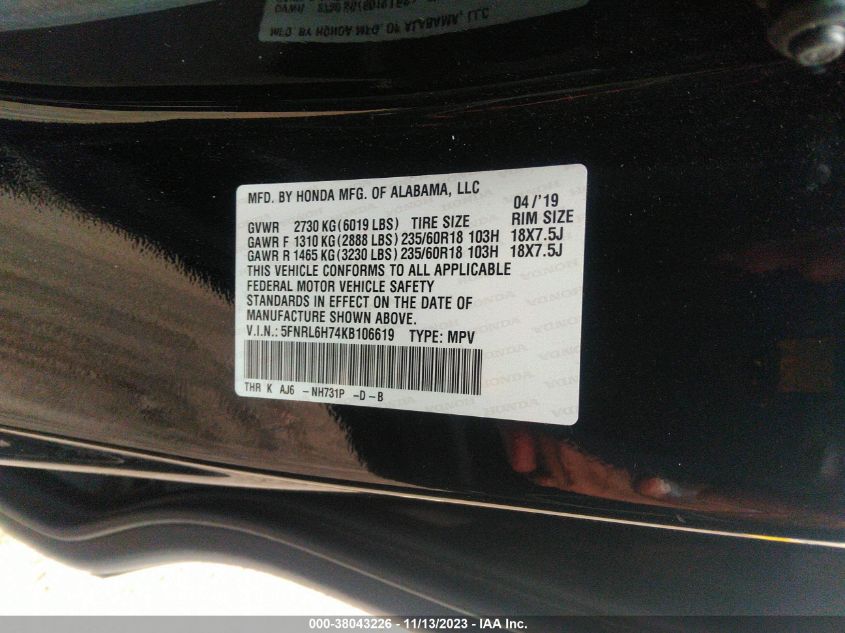 MFD. BY HONDA MFG. OF ALABAMA, LLC
04/'19
GVWR 2730 KG(6019 LBS) TIRE SIZE RIM SIZE
GAWR F 1310 KG(2888 LBS) 235/60R18 103H 18X7.5J
GAWR R 1465 KG(3230 LBS) 235/60R18 103H 18X7.5J
THIS VEHICLE CONFORMS TO ALL APPLICABLE
FEDERAL MOTOR VEHICLE SAFETY
STANDARDS IN EFFECT ON THE DATE OF
MANUFACTURE SHOWN ABOVE.
V.I.N.: 5FNRL6H74KB106619 TYPE: MPV
THR K AJ6 -NH731P -D-B
000-38043226 - 11/13/2023 - IAA Inc.